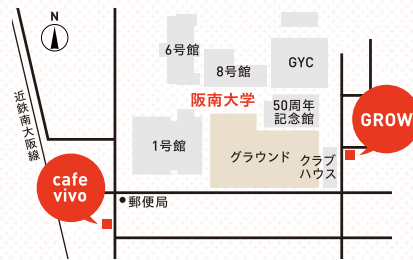 N
6号館
8号館
GYC
阪南大学
50周年
記念館
GROW
近鉄南大阪線
1号館
グラウンド
クラブ
ハウス
cafe
vivo
郵便局